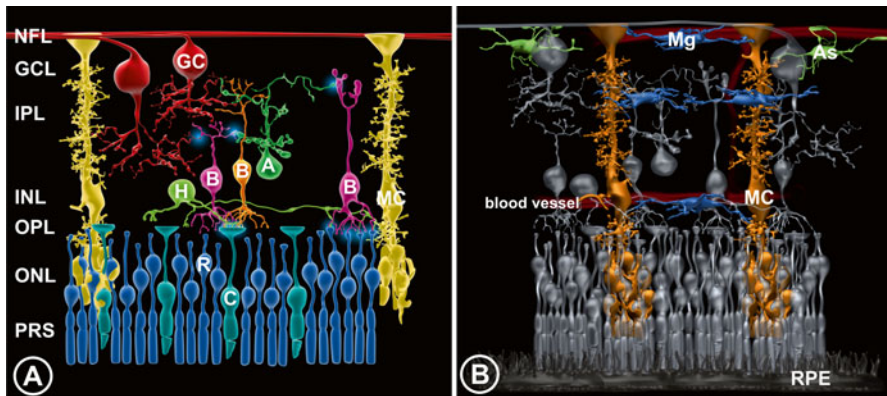 NFL
GC
GCL
IPL
A
B
B
H
B
INL
MC
OPL
R
ONL
C
PRS
A
Mg
As
MC
blood vessel
RPE
B